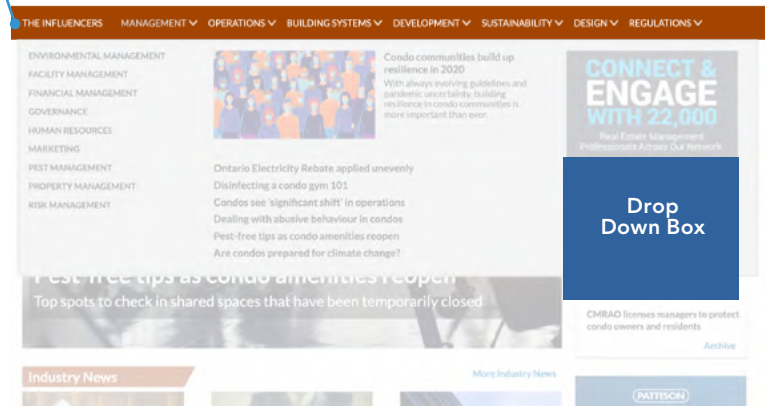 THE INFLUENCERS MANAGEMENT OPERATIONS BUILDING SYSTEMS DEVELOPMENT SUSTAINABILITY DESIGN REGULATIONS
ENVIRONMENTAL MANAGEMENT
FACILITY MANAGEMENT
FINANCIAL MANAGEMENT
GOVERNANCE
HUMAN RESOURCES
MARKETING
PEST MANAGEMENT
PROPERTY MANAGEMENT
RISK MANAGEMENT
Condo communities build up
resilience in 2020
With always evolving guidelines and
pandemic uncertainty, building
resilience in condo communities is
more important than ever.
Ontario Electricity Rebate applied unevenly
Disinfecting a condo gym 101
Condos see 'significant shift' in operations
Dealing with abusive behaviour in condos
Pest-free tips as condo amenities reopen
Are condos prepared for climate change?
CONNECT &
ENGAGE
WITH 22,000
Real Estate Management
Professionals Across Our Network
Drop
Down Box
Pest-free tips as condo amenities reopen
Top spots to check in shared spaces that have been temporarily closed
CMRAO licenses managers to protect
condo owners and residents
Archive
Industry News
More Industry News
PATTISON